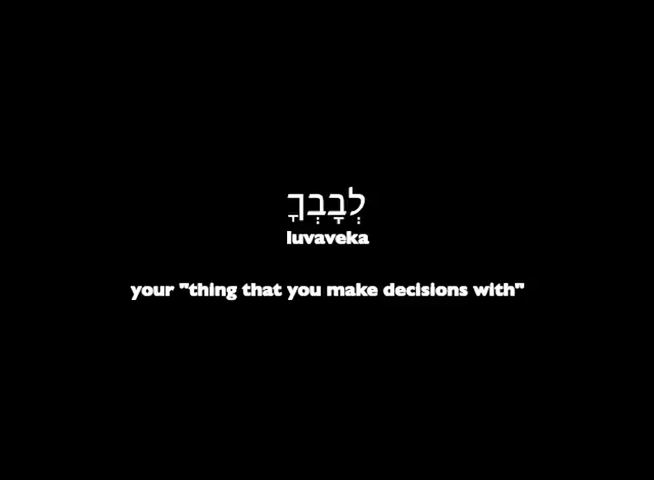 לְבָבְךָ
luvaveka
your "thing that you make decisions with"